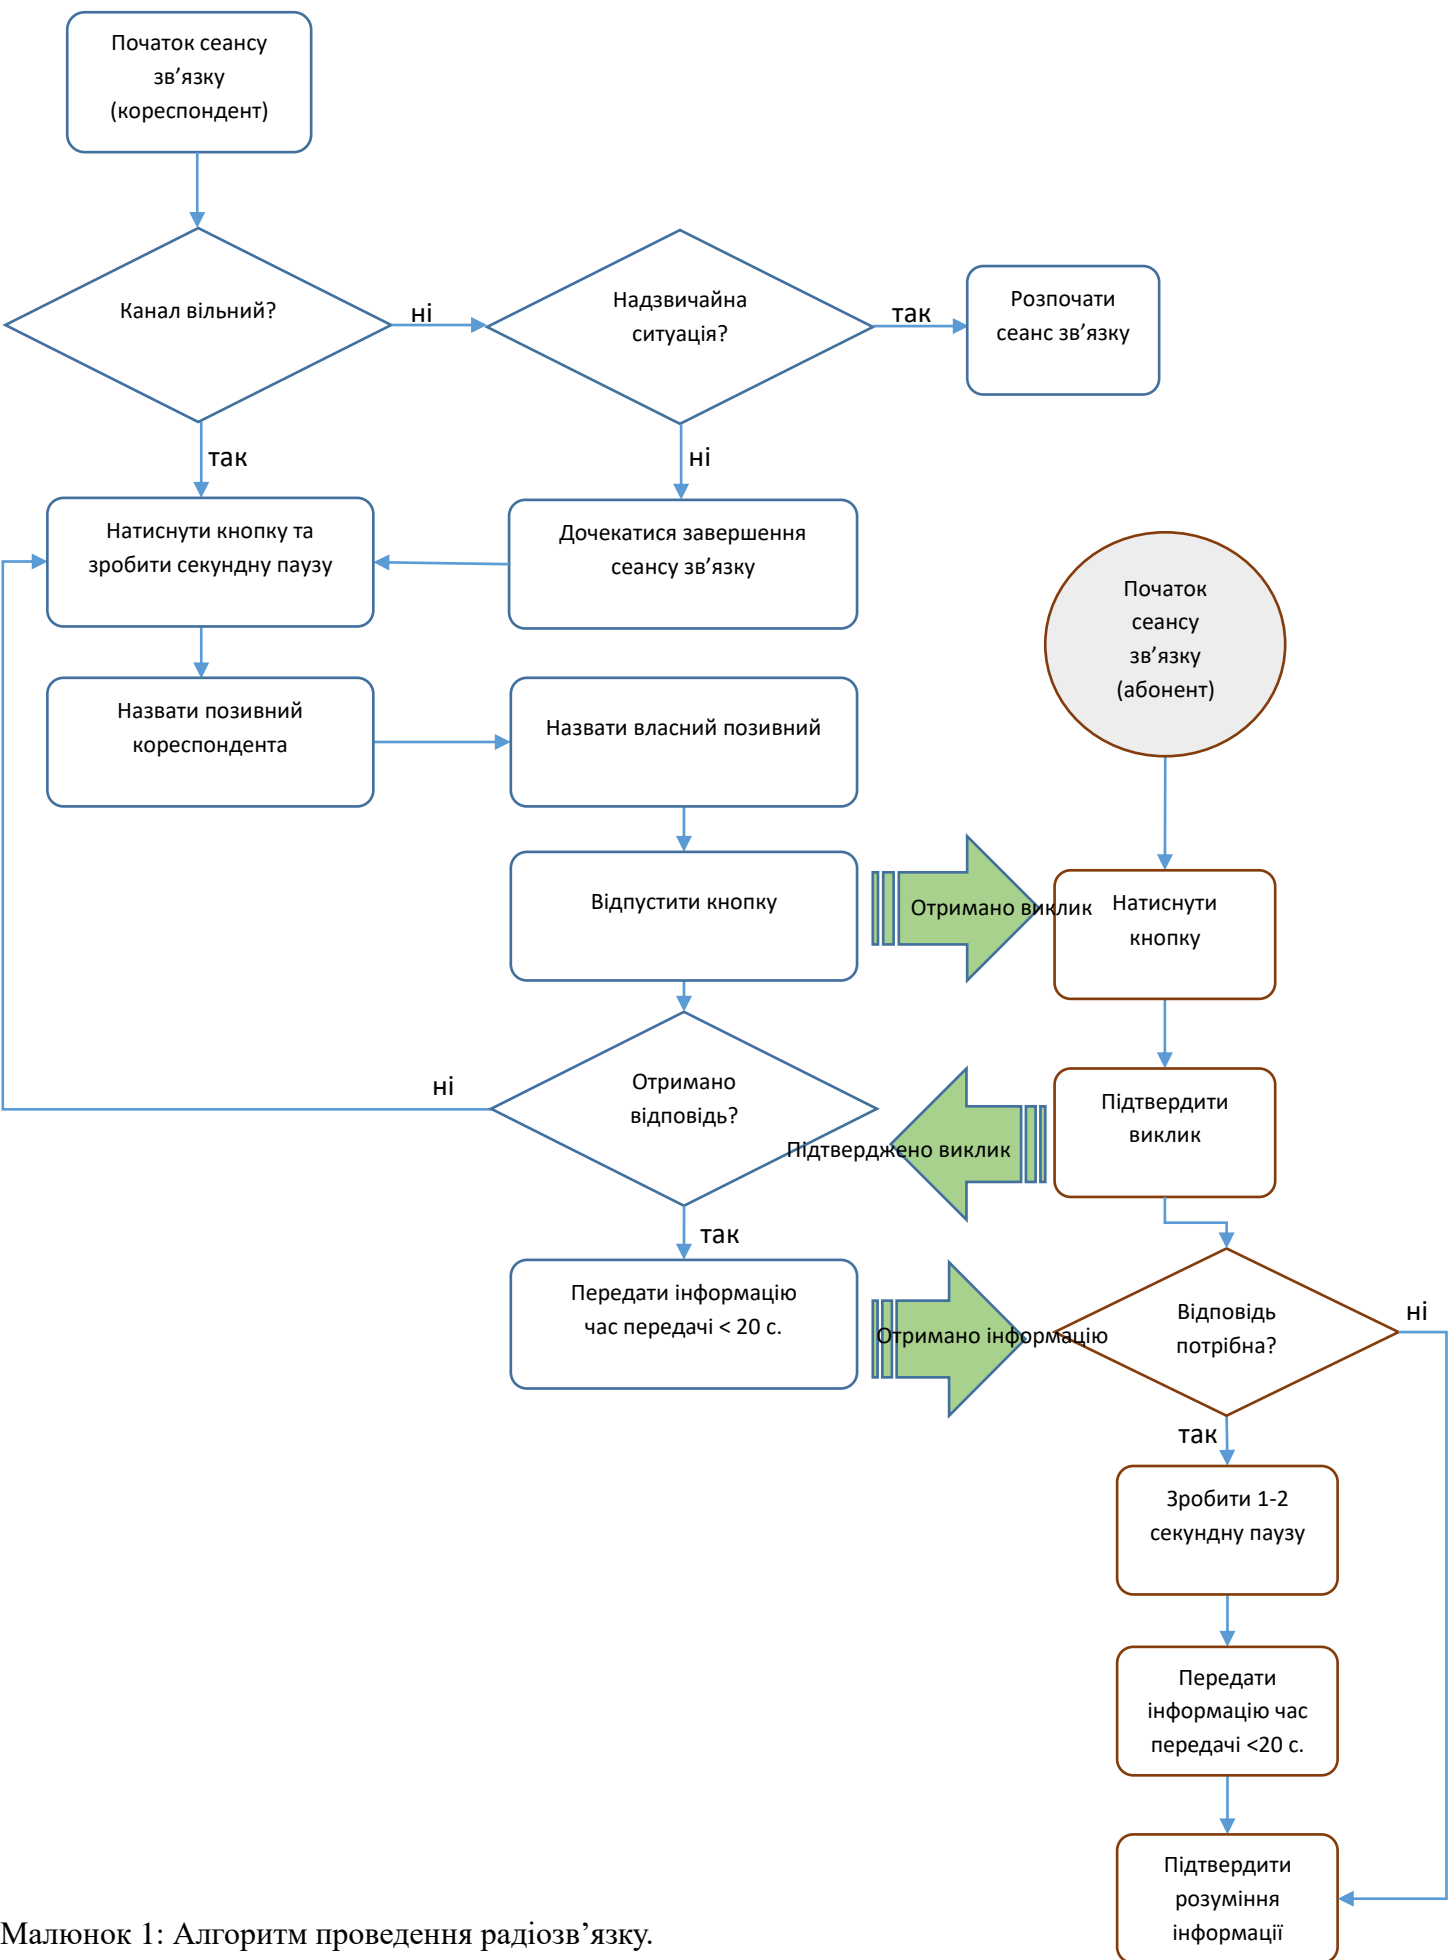 Початок сеансу
зв’язку
(кореспондент)
Канал вільний?
ні
Надзвичайна
ситуація?
так
Розпочати
сеанс зв’язку
так
ні
Натиснути кнопку та
зробити секундну паузу
Дочекатися завершення
сеансу зв’язку
Початок
сеансу
зв’язку
(абонент)
Назвати позивний
кореспондента
Назвати власний позивний
Відпустити кнопку
Отримано виклик
Натиснути
кнопку
ні
Отримано
відповідь?
Підтверджено виклик
Підтвердити
виклик
так
Передати інформацію
час передачі < 20 с.
Отримано інформацію
Відповідь
потрібна?
ні
так
Зробити 1-2
секундну паузу
Передати
інформацію час
передачі <20 с.
Підтвердити
розуміння
інформації
Малюнок 1: Алгоритм проведення радіозв’язку.